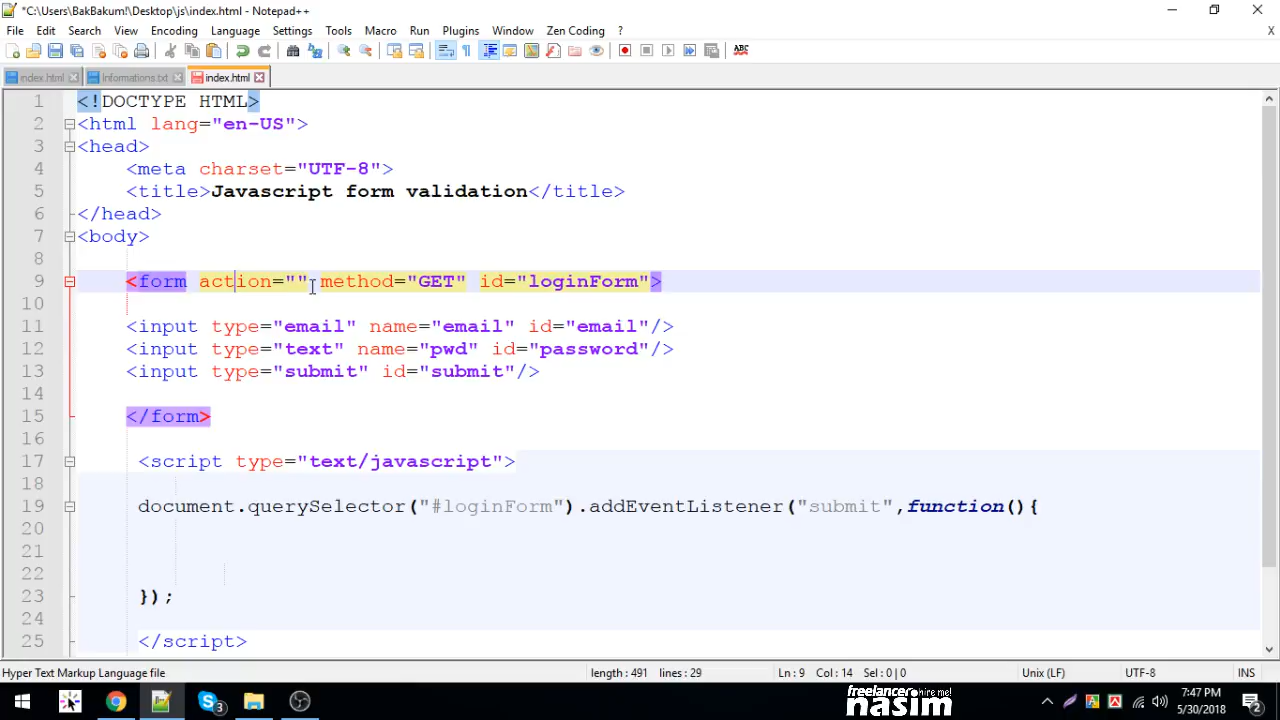 *C:\Users\BakBakum!\Desktop\js\index.html - Notepad++
File Edit Search View Encoding Language Settings Tools Macro Run Plugins Window Zen Coding ? X
ABC
index.html Informations.txt index.html
1 <!DOCTYPE HTML>
2 <html lang="en-US">
3 <head>
4 <meta charset="UTF-8">
5 <title>Javascript form validation</title>
6 </head>
7 <body>
8
9 <form action="" method="GET" id="loginForm">
10
11 <input type="email" name="email" id="email"/>
12 <input type="text" name="pwd" id="password"/>
13 <input type="submit" id="submit"/>
14
15 </form>
16
17 <script type="text/javascript">
18
19 document.querySelector("#loginForm").addEventListener("submit",function(){
20
21
22
23 });
24
25 </script>
Hyper Text Markup Language file length : 491 lines : 29 Ln : 9 Col : 14 Sel : 0 | 0 Unix (LF) UTF-8 INS
freelancer hire me!
nasim
3
7:47 PM
5/30/2018
2